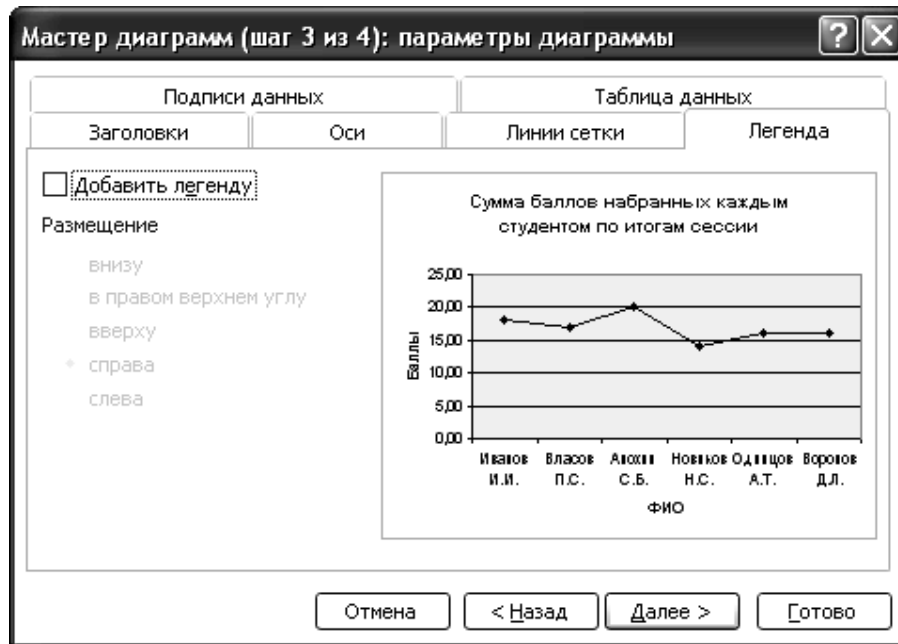 Мастер диаграмм (шаг 3 из 4): параметры диаграммы
Подписи данных
Таблица данных
Заголовки
Оси
Линии сетки
Легенда
Добавить легенду
Размещение
внизу
в правом верхнем углу
вверху
справа
слева
Сумма баллов набранных каждым
студентом по итогам сессии
25,00
20,00
15,00
10,00
5,00
0,00
Баллы
Иванов Власов Анохин Новиков Одинцов Воронов
И.И. П.С. С.Б. Н.С. А.Т. Д.Л.
ФИО
Отмена
< Назад
Далее >
Готово